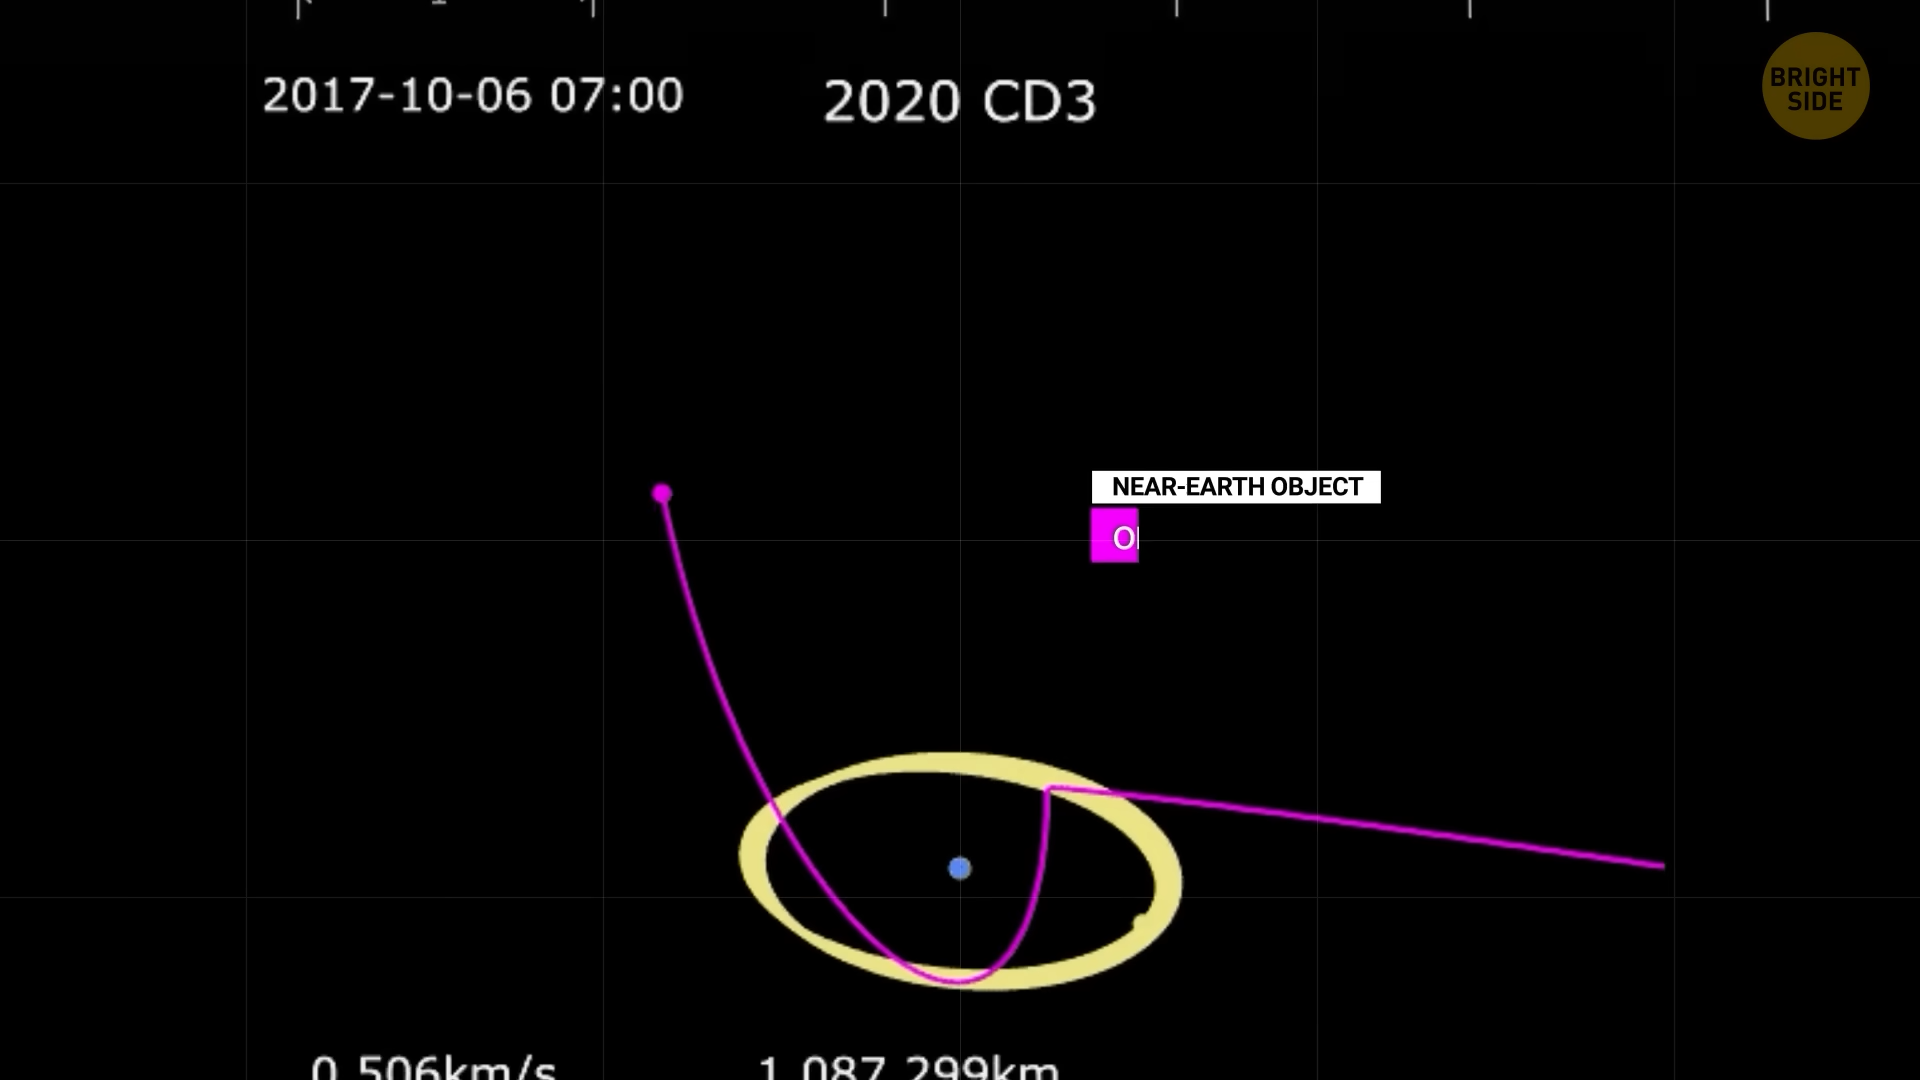 2017-10-06 07:00
2020 CD3
BRIGHT
SIDE
NEAR-EARTH OBJECT
0.506km/s
1,087,299km